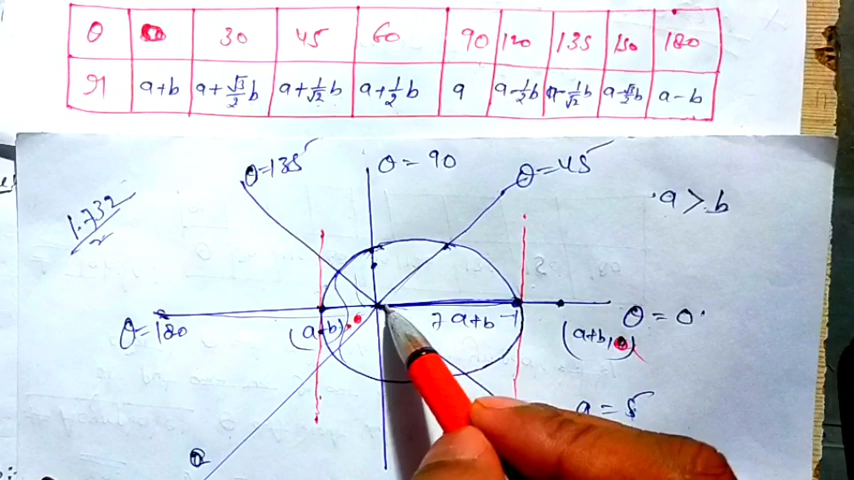 θ 30 45 60 90 120 135 150 180
r a+b a+√3/2 b a+1/√2 b a+1/2 b a a-1/2 b a-1/√2 b a-√3/2 b a-b
θ=135 θ=90 θ=45
1.732/2
a>b
θ=180 (a+b) 7 a+b θ=0
(a+b,0)
a=5